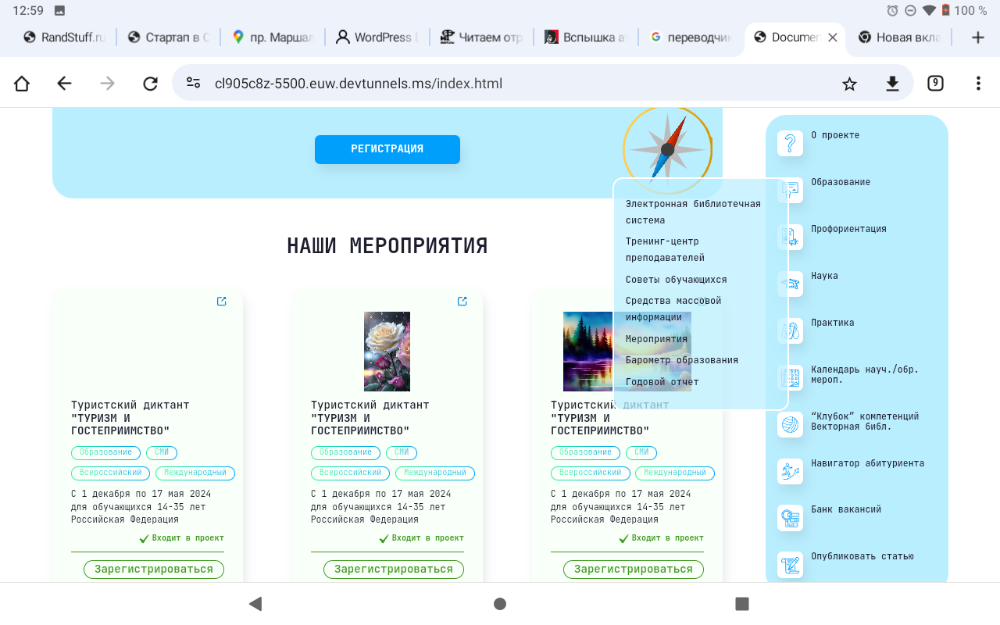 12:59
100 %
RandStuff.ru
Стартап в С
пр. Маршал
WordPress
Читаем отр
Вспышка
переводчик
Documen
Новая вкла
cl905c8z-5500.euw.devtunnels.ms/index.html
9
РЕГИСТРАЦИЯ
НАШИ МЕРОПРИЯТИЯ
Туристский диктант
"ТУРИЗМ И
ГОСТЕПРИИМСТВО"
Образование СМИ
Всероссийский Международный
С 1 декабря по 17 мая 2024
для обучающихся 14-35 лет
Российская Федерация
Входит в проект
Зарегистрироваться
Туристский диктант
"ТУРИЗМ И
ГОСТЕПРИИМСТВО"
Образование СМИ
Всероссийский Международный
С 1 декабря по 17 мая 2024
для обучающихся 14-35 лет
Российская Федерация
Входит в проект
Зарегистрироваться
Туристский диктант
"ТУРИЗМ И
ГОСТЕПРИИМСТВО"
Образование СМИ
Всероссийский Международный
С 1 декабря по 17 мая 2024
для обучающихся 14-35 лет
Российская Федерация
Входит в проект
Зарегистрироваться
Электронная библиотечная
система
Тренинг-центр
преподавателей
Советы обучающихся
Средства массовой
информации
Мероприятия
Барометр образования
Годовой отчет
О проекте
Образование
Профориентация
Наука
Практика
Календарь науч./обр.
мероп.
“Клубок” компетенций
Векторная библ.
Навигатор абитуриента
Банк вакансий
Опубликовать статью